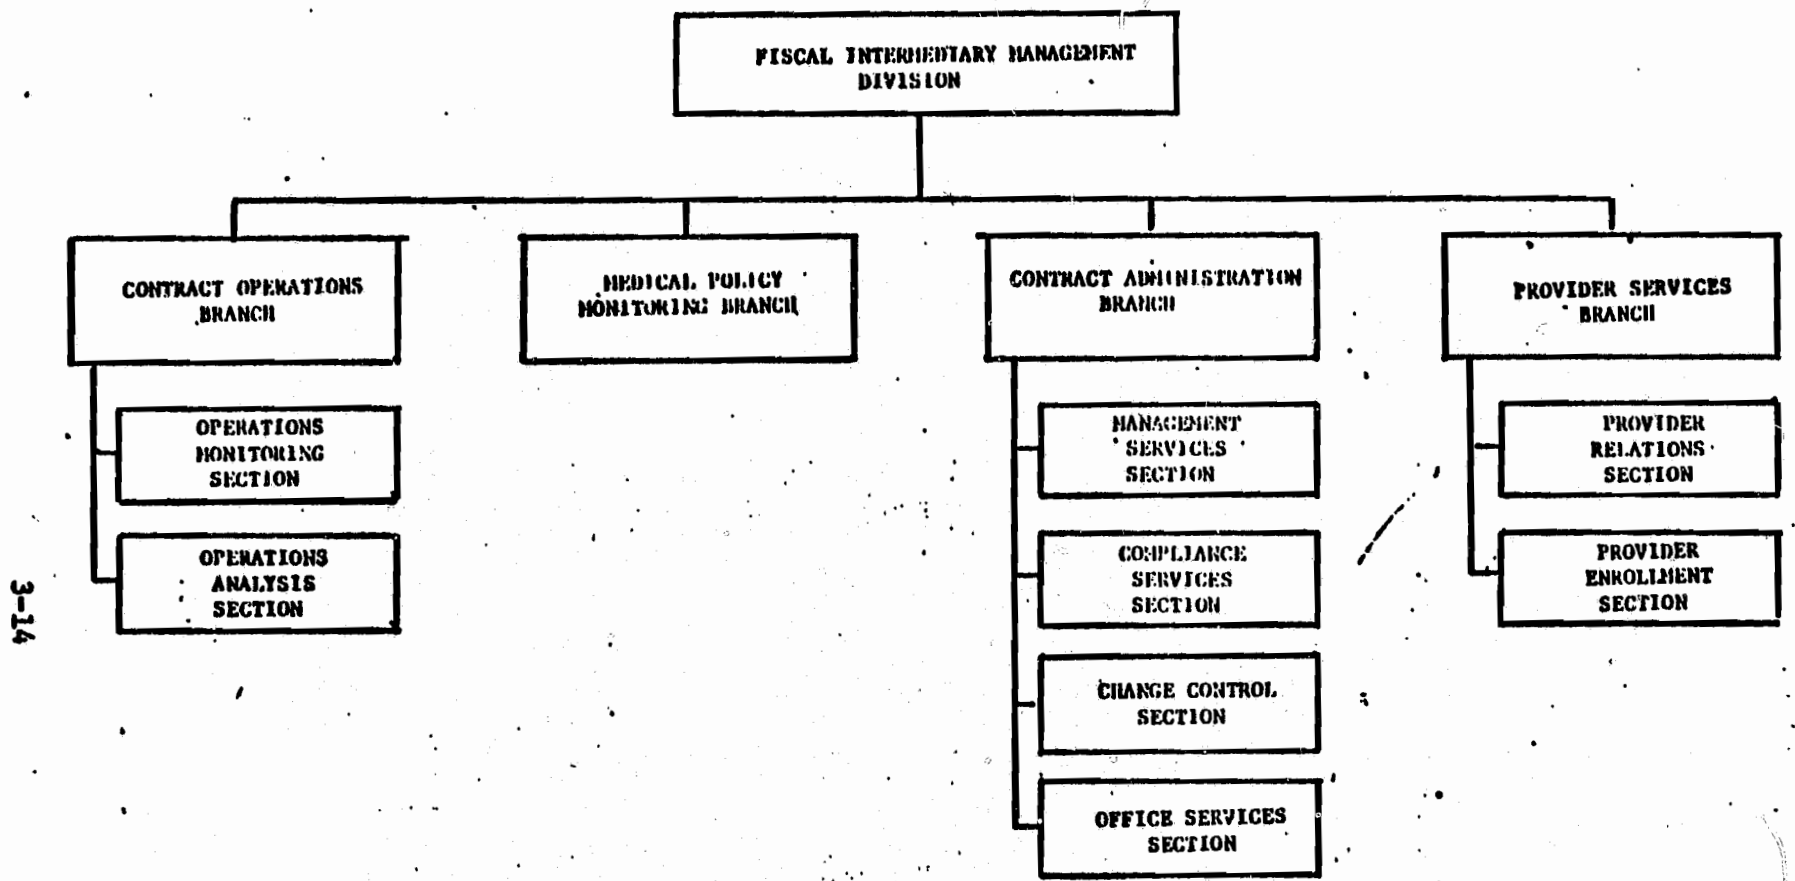 FISCAL INTERMEDIARY MANAGEMENT
DIVISION
CONTRACT OPERATIONS
BRANCH
MEDICAL POLICY
MONITORING BRANCH
CONTRACT ADMINISTRATION
BRANCH
PROVIDER SERVICES
BRANCH
OPERATIONS
MONITORING
SECTION
OPERATIONS
ANALYSIS
SECTION
MANAGEMENT
SERVICES
SECTION
COMPLIANCE
SERVICES
SECTION
CHANGE CONTROL
SECTION
OFFICE SERVICES
SECTION
PROVIDER
RELATIONS
SECTION
PROVIDER
ENROLLMENT
SECTION
3-14